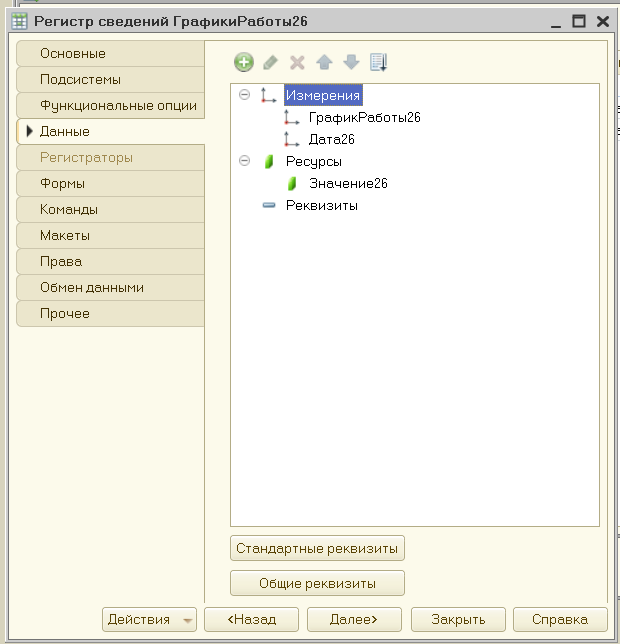 Регистр сведений ГрафикиРаботы26
Основные
Подсистемы
Функциональные опции
Данные
Регистраторы
Формы
Команды
Макеты
Права
Обмен данными
Прочее
Измерения
ГрафикРаботы26
Дата26
Ресурсы
Значение26
Реквизиты
Стандартные реквизиты
Общие реквизиты
Действия
<Назад
Далее>
Закрыть
Справка